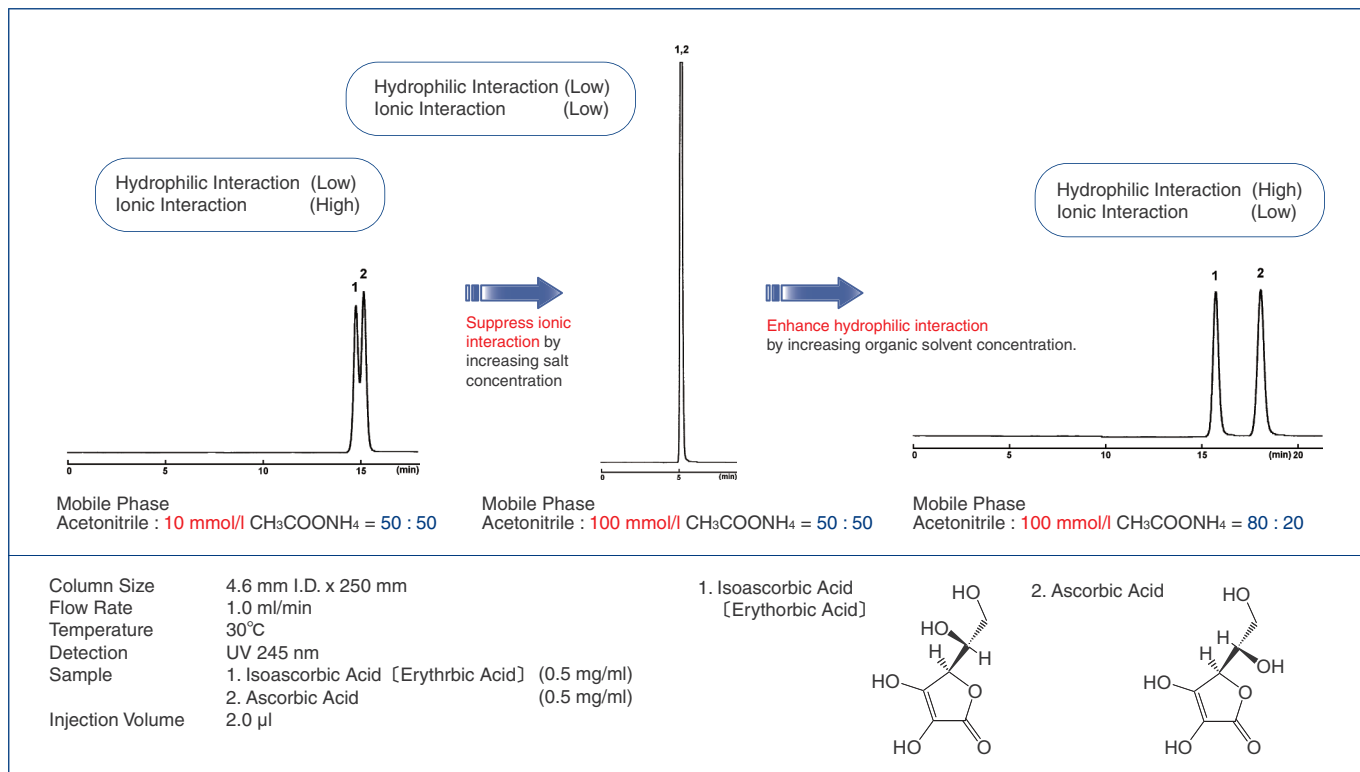 1,2
Hydrophilic Interaction (Low)
Ionic Interaction (Low)
Hydrophilic Interaction (Low)
Ionic Interaction (High)
Hydrophilic Interaction (High)
Ionic Interaction (Low)
1 2
1 2
Suppress ionic
interaction by
increasing salt
concentration
Enhance hydrophilic interaction
by increasing organic solvent concentration.
0 5 10 15 (min)
0 5 (min)
0 5 10 15 (min) 20
Mobile Phase
Acetonitrile : 10 mmol/l CH₃COONH₄ = 50 : 50
Mobile Phase
Acetonitrile : 100 mmol/l CH₃COONH₄ = 50 : 50
Mobile Phase
Acetonitrile : 100 mmol/l CH₃COONH₄ = 80 : 20
Column Size 4.6 mm I.D. x 250 mm
Flow Rate 1.0 ml/min
Temperature 30℃
Detection UV 245 nm
Sample 1. Isoascorbic Acid〔Erythrbic Acid〕(0.5 mg/ml)
2. Ascorbic Acid (0.5 mg/ml)
Injection Volume 2.0 µl
1. Isoascorbic Acid
〔Erythorbic Acid〕
HO
HO
H H
HO O
HO O
2. Ascorbic Acid
HO
H
H OH
HO O
HO O